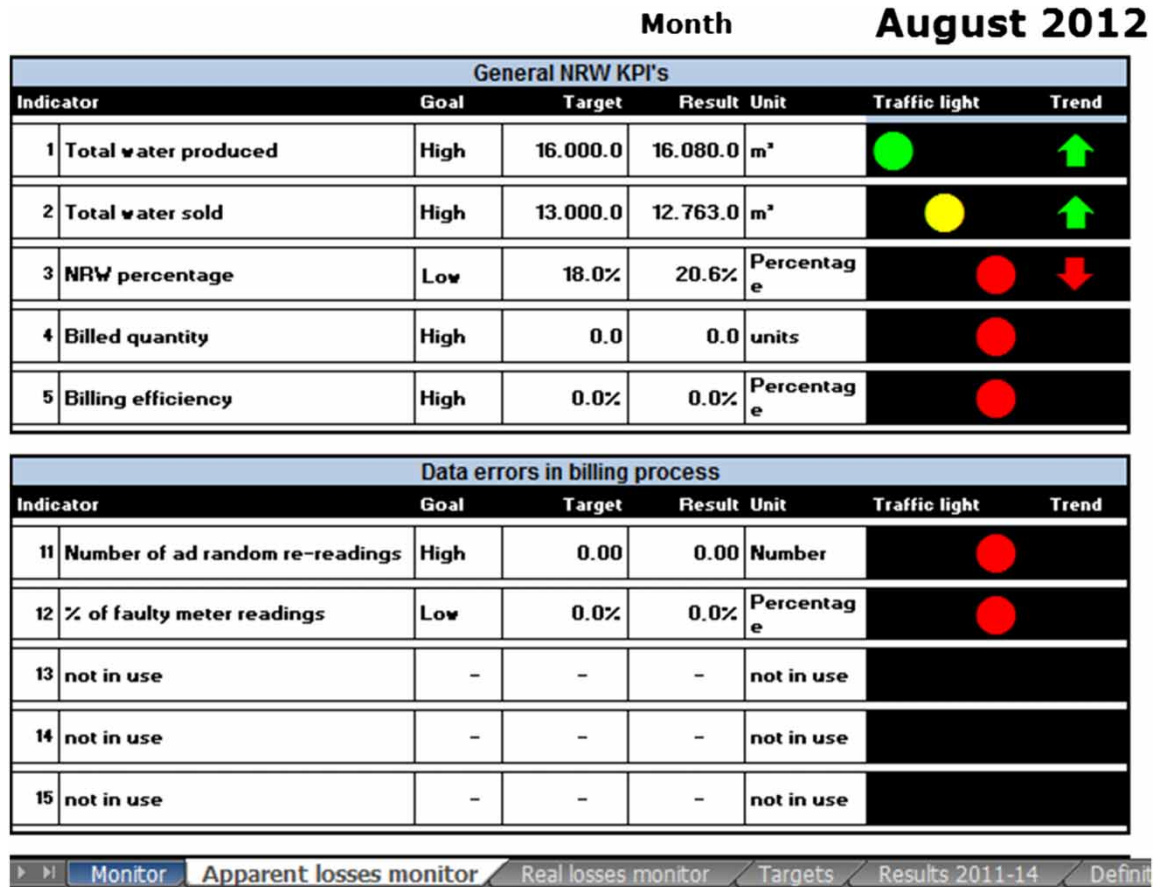 Month August 2012
General NRW KPI's
Indicator Goal Target Result Unit Traffic light Trend
1 Total water produced High 16.000.0 16.080.0 m³
2 Total water sold High 13.000.0 12.763.0 m³
3 NRW percentage Low 18.0% 20.6% Percentag
e
4 Billed quantity High 0.0 0.0 units
5 Billing efficiency High 0.0% 0.0% Percentag
e
Data errors in billing process
Indicator Goal Target Result Unit Traffic light Trend
11 Number of ad random re-readings High 0.00 0.00 Number
12 % of faulty meter readings Low 0.0% 0.0% Percentag
e
13 not in use - - - not in use
14 not in use - - - not in use
15 not in use - - - not in use
Monitor Apparent losses monitor Real losses monitor Targets Results 2011-14 Definit